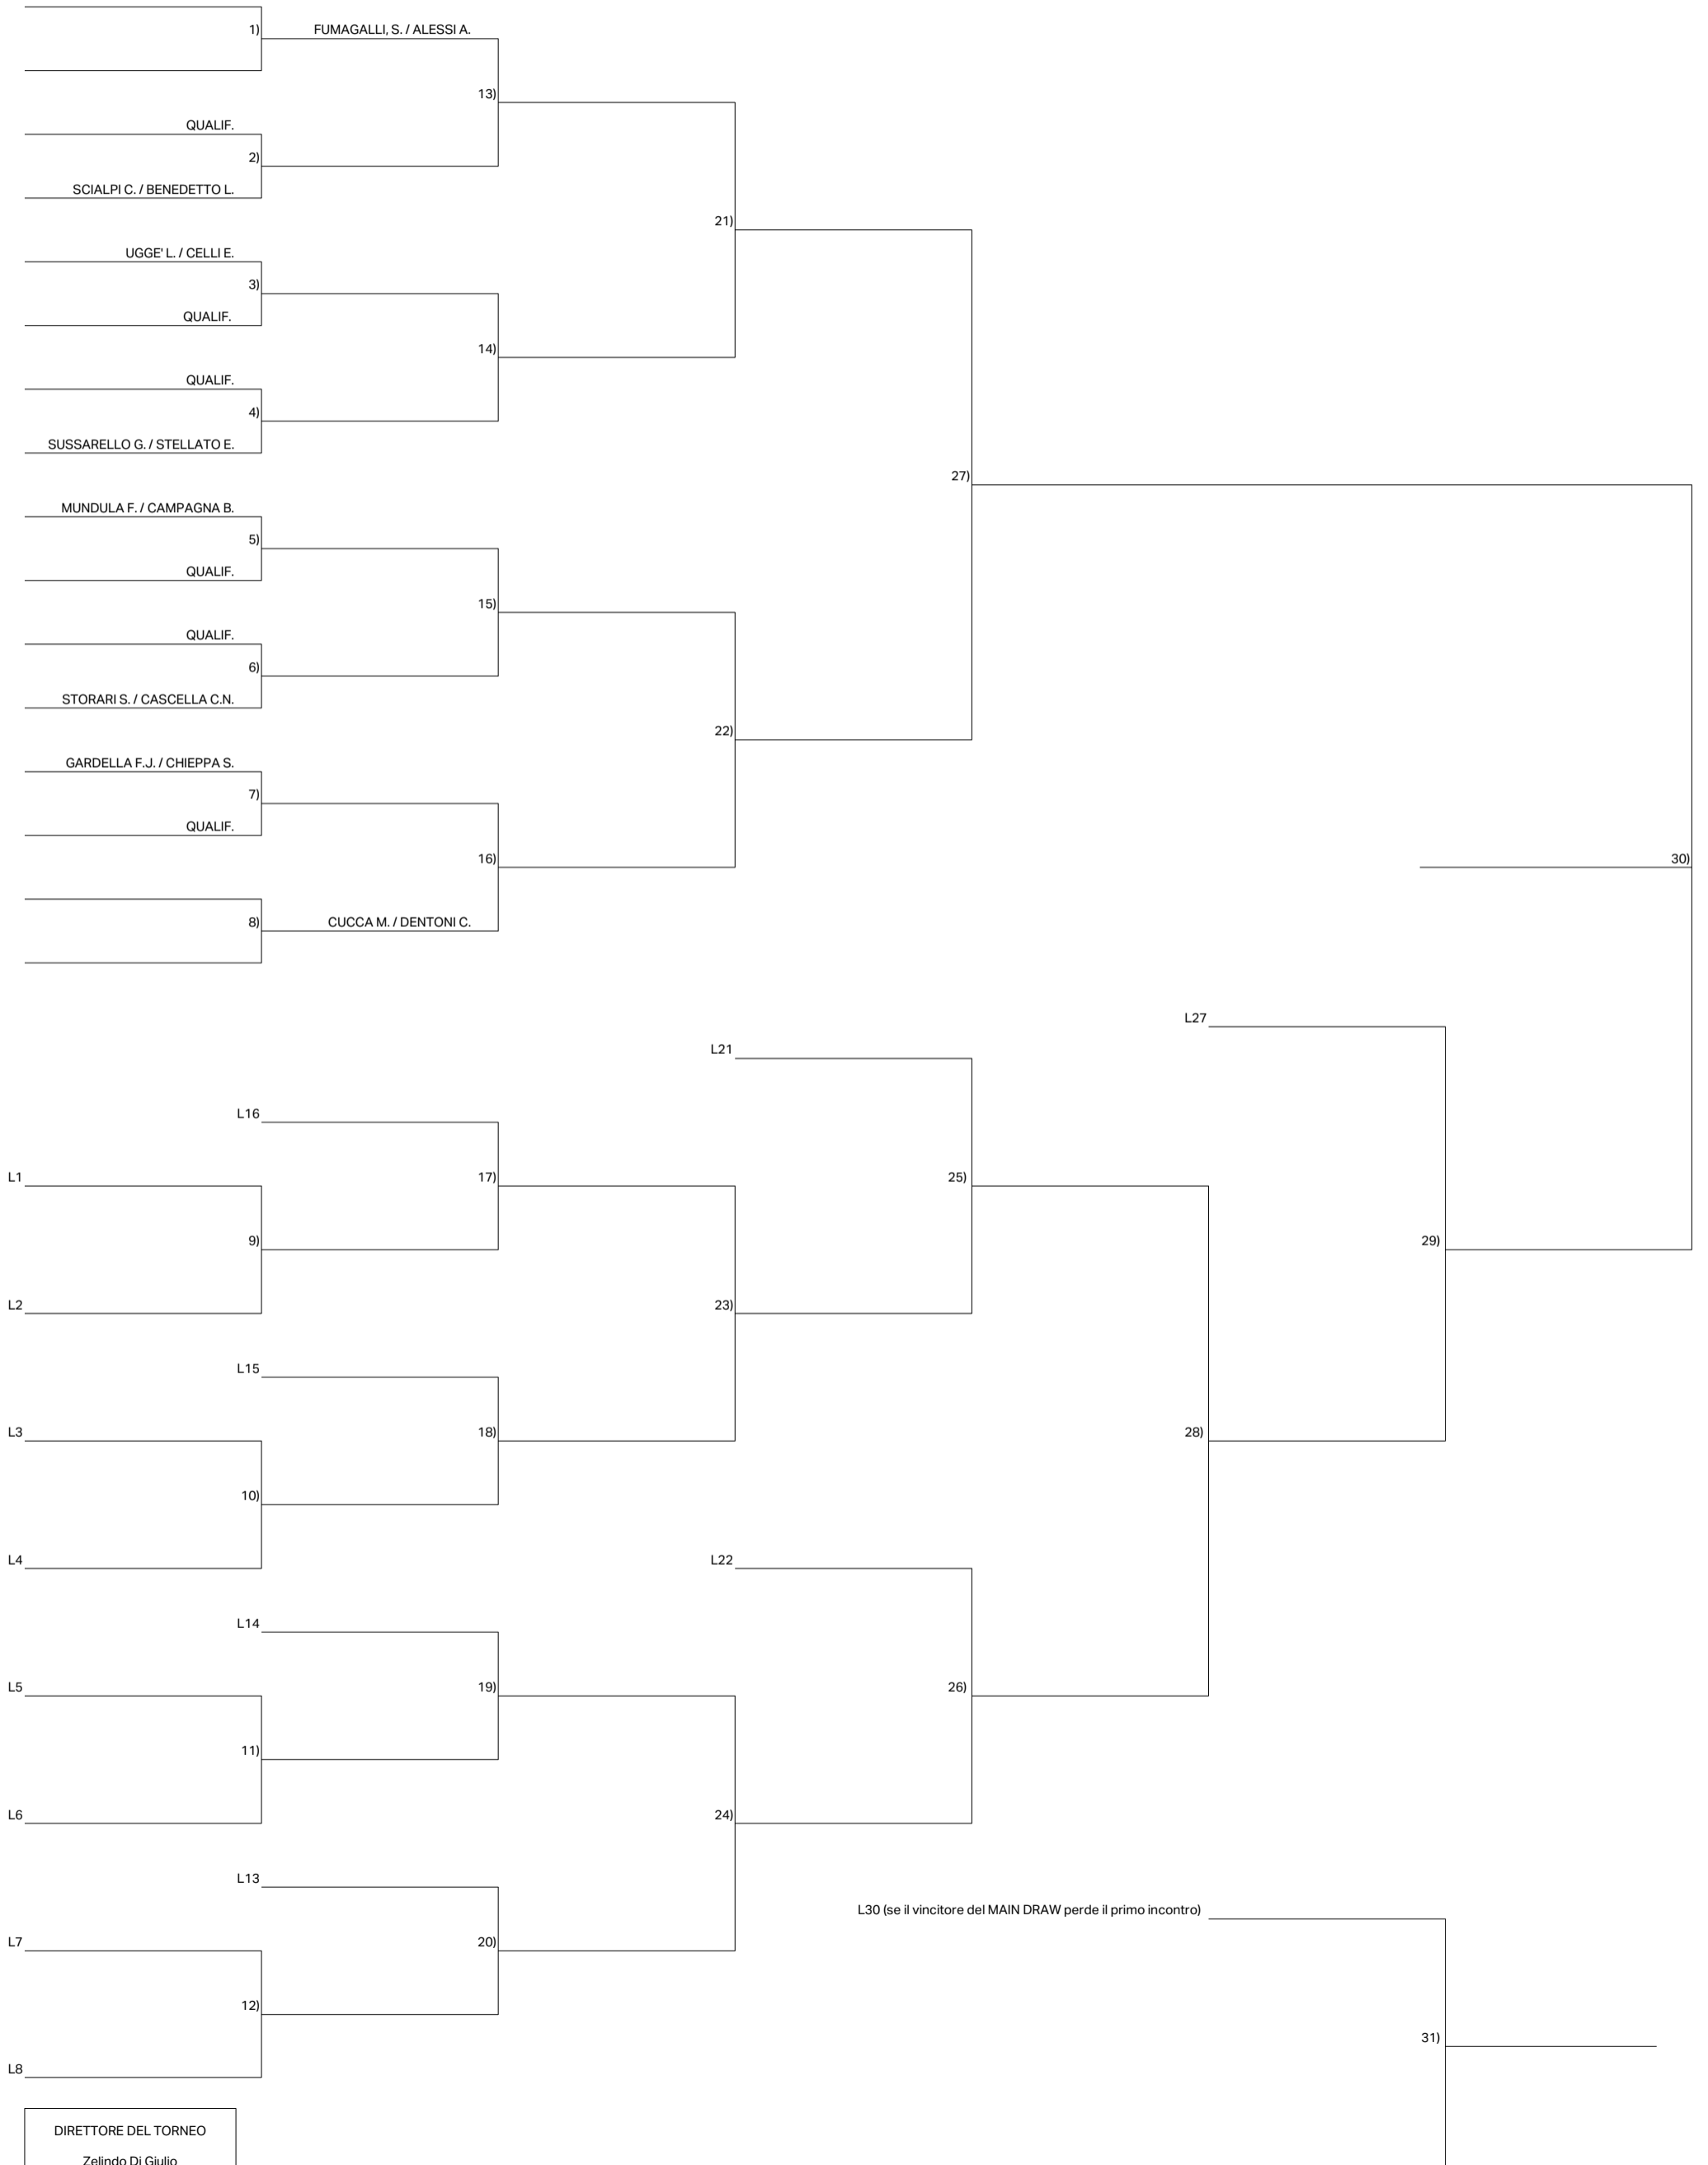 1)
FUMAGALLI, S. / ALESSI A.
13)
QUALIF.
2)
SCIALPI C. / BENEDETTO L.
21)
UGGE' L. / CELLI E.
3)
QUALIF.
14)
QUALIF.
4)
SUSSARELLO G. / STELLATO E.
27)
MUNDULA F. / CAMPAGNA B.
5)
QUALIF.
15)
QUALIF.
6)
STORARI S. / CASCELLA C.N.
22)
GARDELLA F.J. / CHIEPPA S.
7)
QUALIF.
16)
30)
8)
CUCCA M. / DENTONI C.
L27
L21
L16
L1
17)
25)
9)
29)
L2
23)
L15
L3
18)
28)
10)
L4
L22
L14
L5
19)
26)
11)
L6
24)
L13
L30 (se il vincitore del MAIN DRAW perde il primo incontro)
L7
20)
12)
31)
L8
DIRETTORE DEL TORNEO
Zelindo Di Giulio